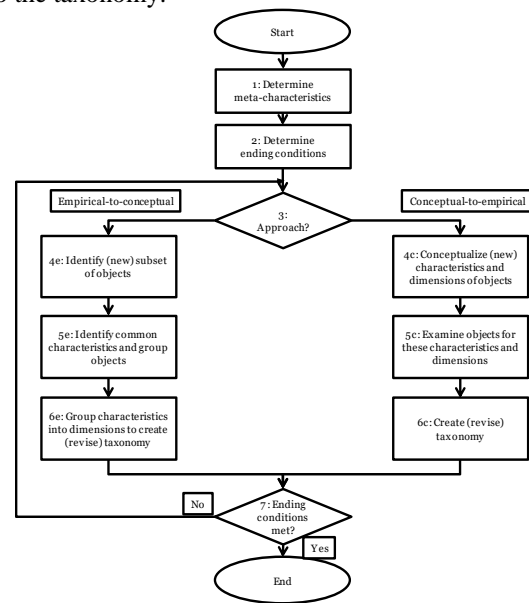 s the taxonomy.
Start
1: Determine
meta-characteristics
2: Determine
ending conditions
Empirical-to-conceptual
3:
Approach?
Conceptual-to-empirical
4e: Identify (new) subset
of objects
5e: Identify common
characteristics and group
objects
6e: Group characteristics
into dimensions to create
(revise) taxonomy
4c: Conceptualize (new)
characteristics and
dimensions of objects
5c: Examine objects for
these characteristics and
dimensions
6c: Create (revise)
taxonomy
No
7: Ending
conditions
met?
Yes
End